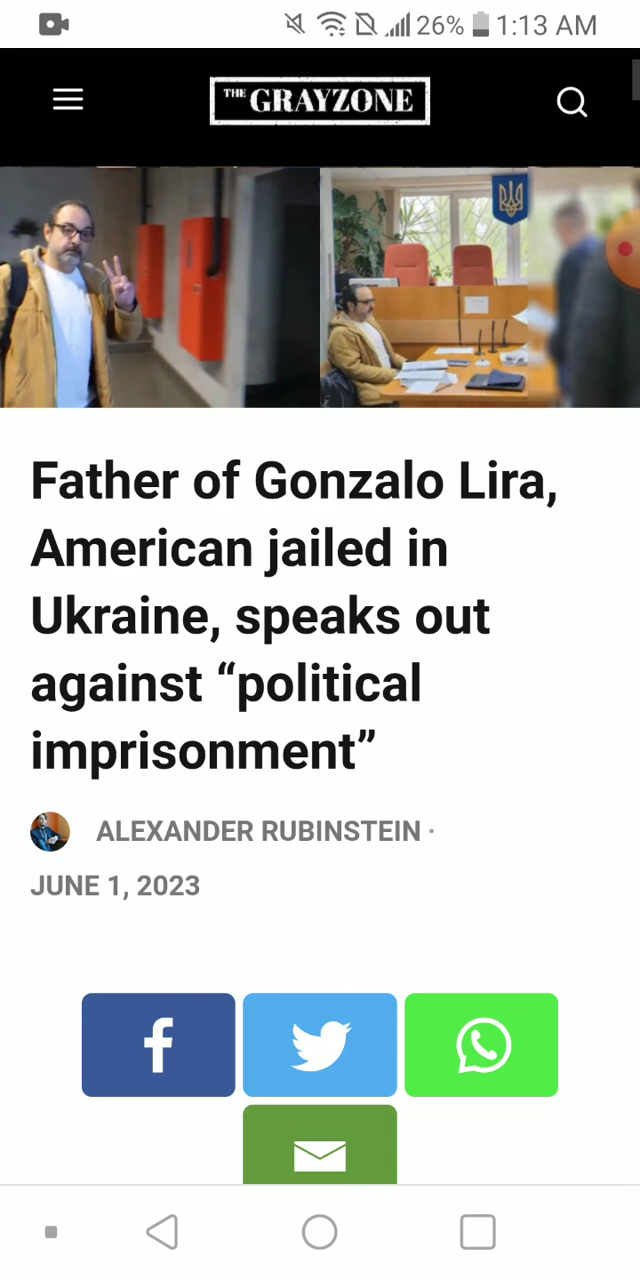 26% 1:13 AM
THE GRAYZONE
Father of Gonzalo Lira,
American jailed in
Ukraine, speaks out
against “political
imprisonment”
ALEXANDER RUBINSTEIN ·
JUNE 1, 2023